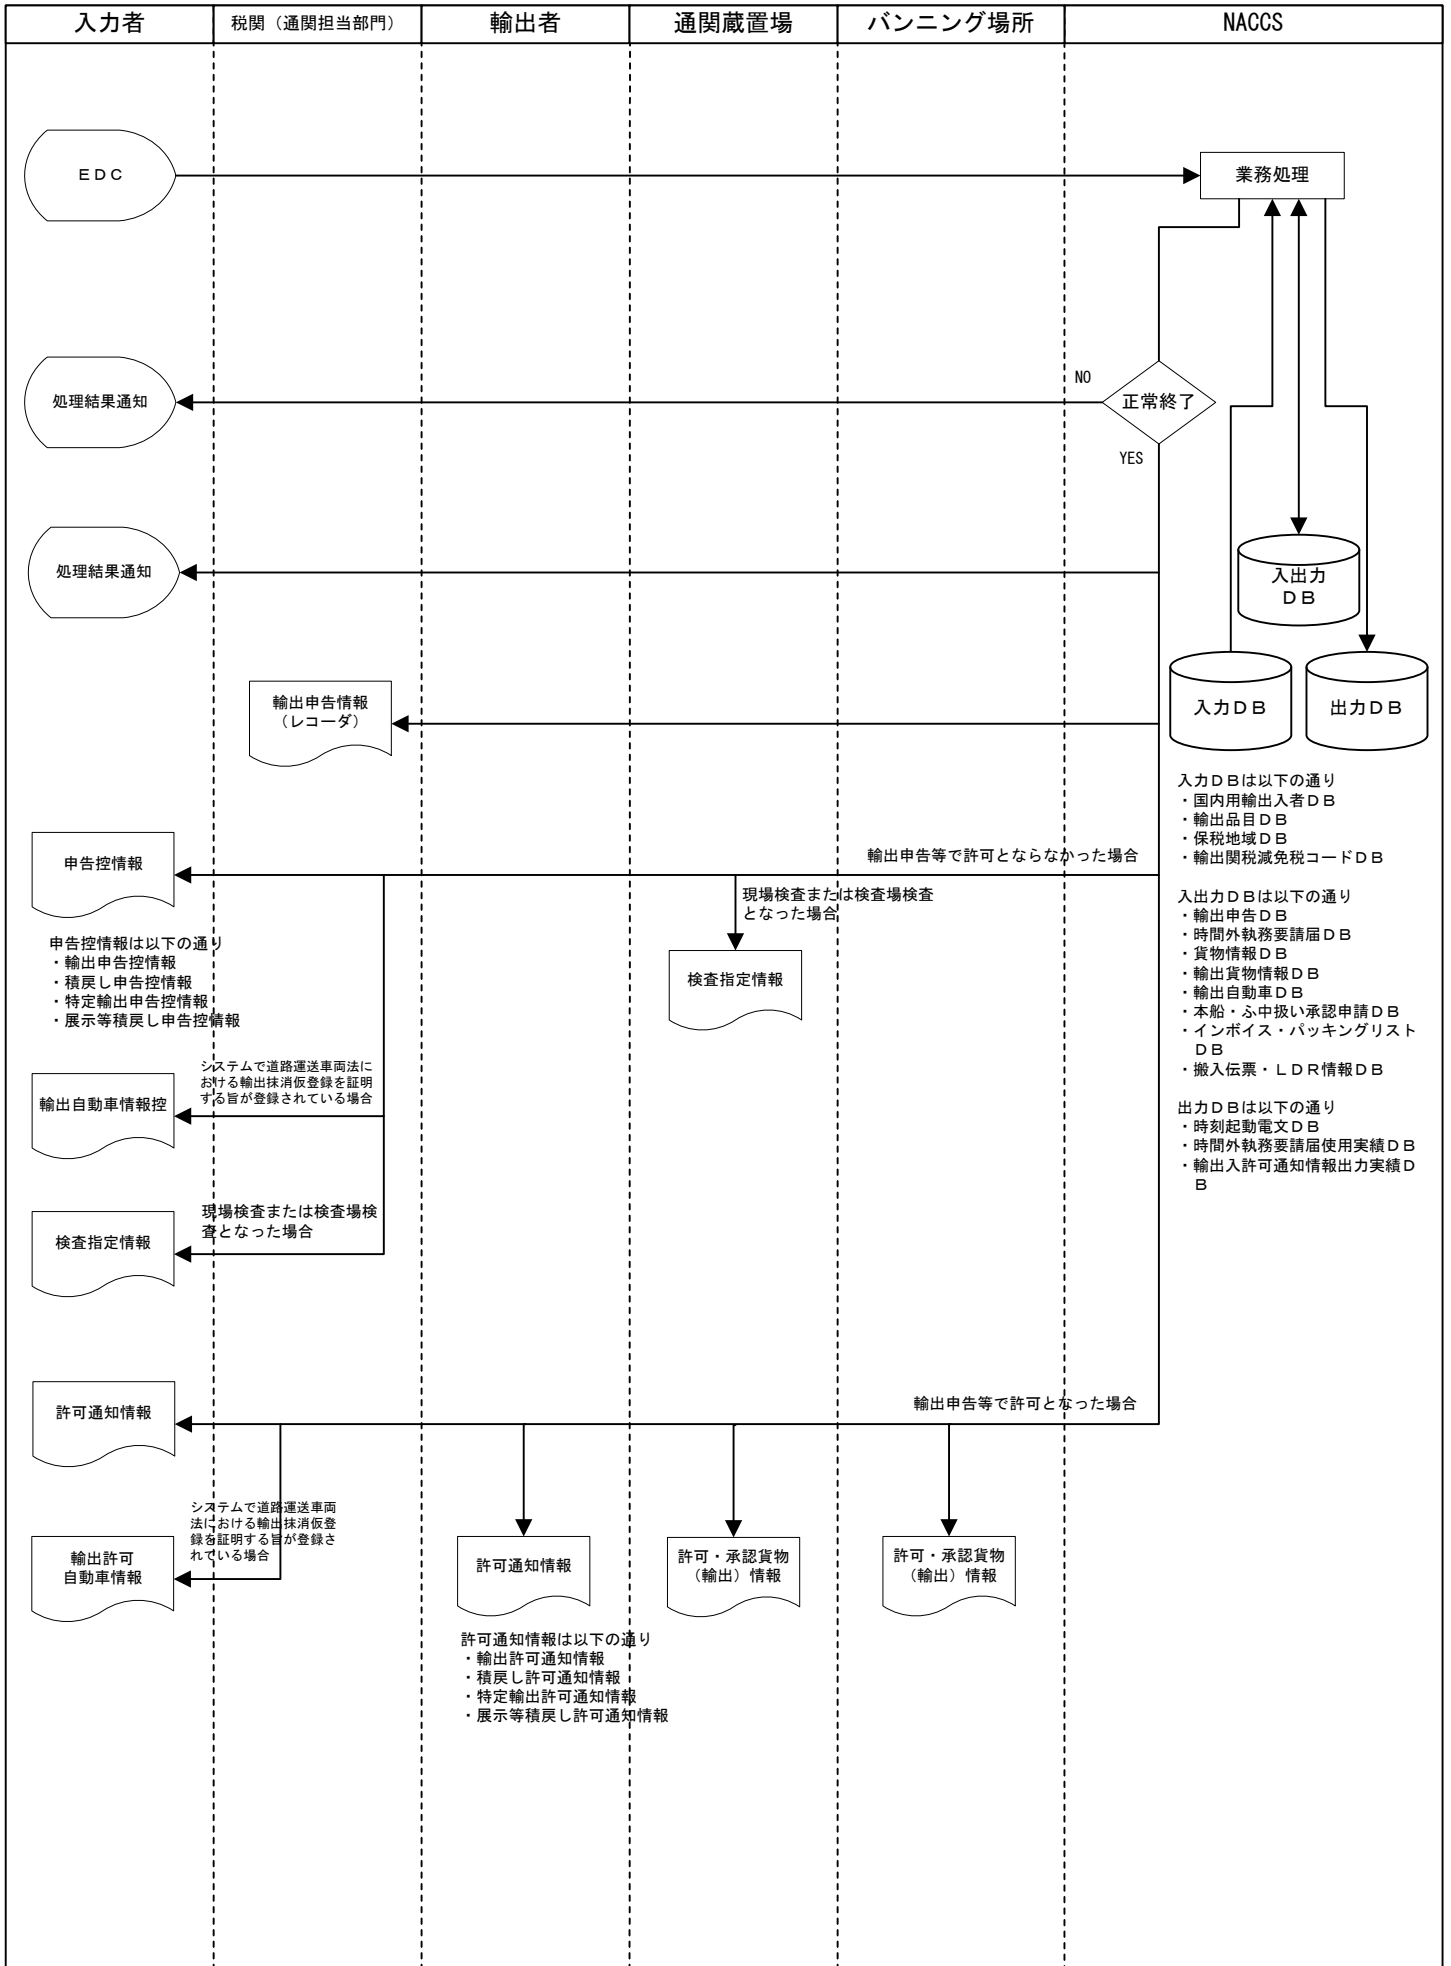 入力者
税関（通関担当部門）
輸出者
通関蔵置場
バンニング場所
NACCS
ＥＤＣ
業務処理
処理結果通知
NO
正常終了
YES
処理結果通知
入出力
ＤＢ
輸出申告情報
（レコーダ）
入力ＤＢ
出力ＤＢ
入力ＤＢは以下の通り
・国内用輸出入者ＤＢ
・輸出品目ＤＢ
・保税地域ＤＢ
・輸出関税減免税コードＤＢ
入出力ＤＢは以下の通り
・輸出申告ＤＢ
・時間外執務要請届ＤＢ
・貨物情報ＤＢ
・輸出貨物情報ＤＢ
・輸出自動車ＤＢ
・本船・ふ中扱い承認申請ＤＢ
・インボイス・パッキングリスト
ＤＢ
・搬入伝票・ＬＤＲ情報ＤＢ
出力ＤＢは以下の通り
・時刻起動電文ＤＢ
・時間外執務要請届使用実績ＤＢ
・輸出入許可通知情報出力実績Ｄ
Ｂ
申告控情報
輸出申告等で許可とならなかった場合
現場検査または検査場検査
となった場合
検査指定情報
申告控情報は以下の通り
・輸出申告控情報
・積戻し申告控情報
・特定輸出申告控情報
・展示等積戻し申告控情報
システムで道路運送車両法に
おける輸出抹消仮登録を証明
する旨が登録されている場合
輸出自動車情報控
現場検査または検査場検
査となった場合
検査指定情報
輸出申告等で許可となった場合
許可通知情報
システムで道路運送車両
法における輸出抹消仮登
録を証明する旨が登録さ
れている場合
輸出許可
自動車情報
許可通知情報
許可・承認貨物
（輸出）情報
許可・承認貨物
（輸出）情報
許可通知情報は以下の通り
・輸出許可通知情報
・積戻し許可通知情報
・特定輸出許可通知情報
・展示等積戻し許可通知情報